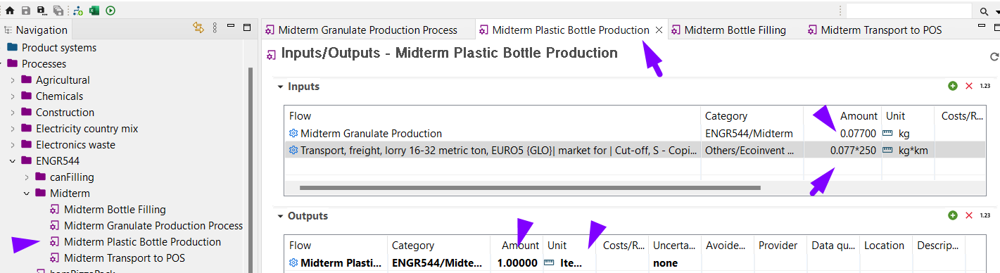 Navigation
Product systems
Processes
Agricultural
Chemicals
Construction
Electricity country mix
Electronics waste
ENGR544
canFilling
Midterm
Midterm Bottle Filling
Midterm Granulate Production Process
Midterm Plastic Bottle Production
Midterm Transport to POS
Midterm Granulate Production Process Midterm Plastic Bottle Production Midterm Bottle Filling Midterm Transport to POS
Inputs/Outputs - Midterm Plastic Bottle Production
Inputs 1.23
Flow Category Amount Unit Costs/R...
Midterm Granulate Production ENGR544/Midterm 0.07700 kg
Transport, freight, lorry 16-32 metric ton, EURO5 {GLO}| market for | Cut-off, S - Copi... Others/Ecoinvent ... 0.077*250 kg*km
Outputs 1.23
Flow Category Amount Unit Costs/R... Uncerta... Avoide... Provider Data qu... Location Descrip...
Midterm Plasti... ENGR544/Midte... 1.00000 Ite... none